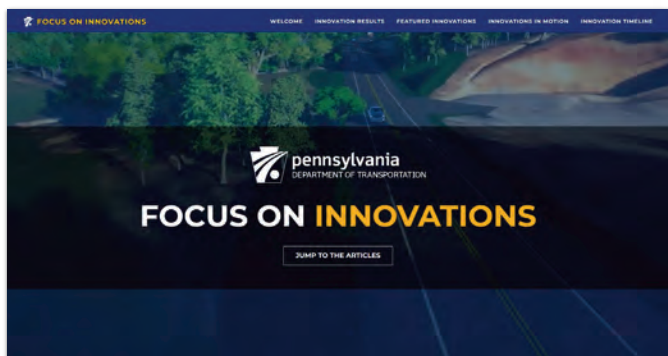 FOCUS ON INNOVATIONS
WELCOME INNOVATION RESULTS FEATURED INNOVATIONS INNOVATIONS IN MOTION INNOVATION TIMELINE
pennsylvania
DEPARTMENT OF TRANSPORTATION
FOCUS ON INNOVATIONS
JUMP TO THE ARTICLES